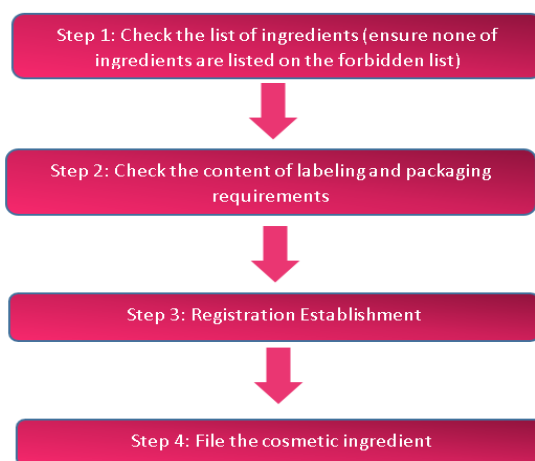 Step 1: Check the list of ingredients (ensure none of
ingredients are listed on the forbidden list)
Step 2: Check the content of labeling and packaging
requirements
Step 3: Registration Establishment
Step 4: File the cosmetic ingredient